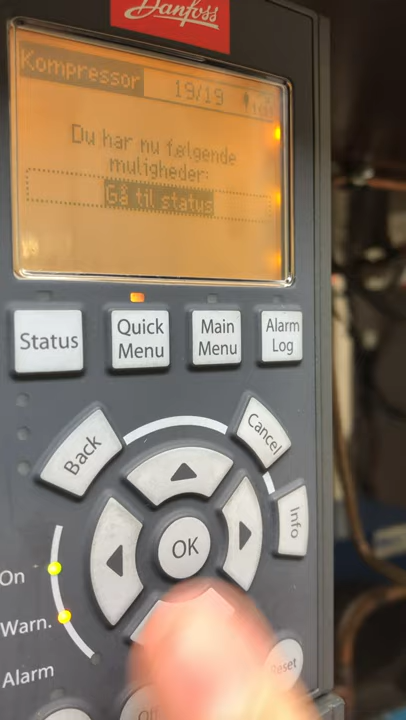 Danfoss
Kompressor 19/19
Du har nu følgende
muligheder:
Gå til status
Status
Quick
Menu
Main
Menu
Alarm
Log
Back
Cancel
Info
OK
On
Warn.
Alarm
Reset